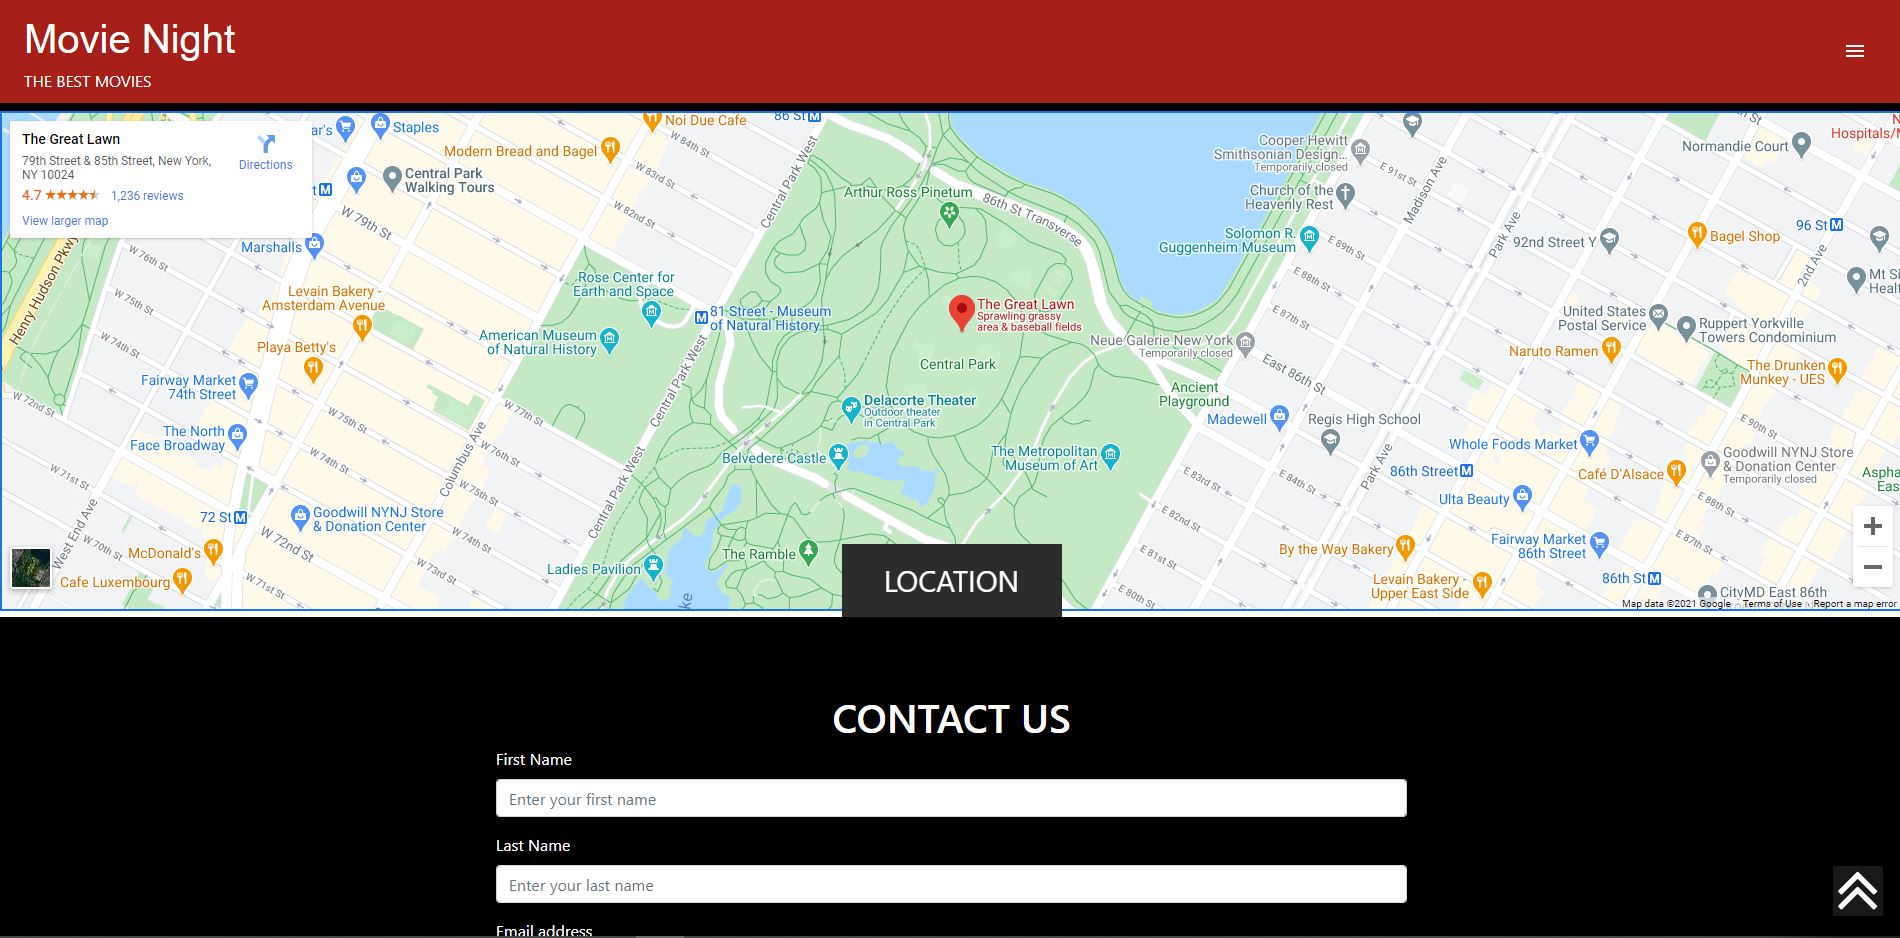 Movie Night
THE BEST MOVIES
The Great Lawn
79th Street & 85th Street, New York,
NY 10024
4.7
1,236 reviews
View larger map
Directions
Staples
Modern Bread and Bagel
Noi Due Cafe
86 St M
Central Park
Walking Tours
W 83rd St
W 82nd St
W 79th St
Central Park West
Marshalls
Henry Hudson Pkwy
W 76th St
W 75th St
W 74th St
Levain Bakery -
Amsterdam Avenue
Playa Betty's
Fairway Market
74th Street
W 73rd St
W 72nd St
The North
Face Broadway
W 71st St
West End Ave
W 70th St
72 St M
McDonald's
Cafe Luxembourg
W 71st St
W 72nd St
Goodwill NYNJ Store
& Donation Center
Columbus Ave
W 75th St
W 74th St
W 76th St
W 75th St
W 77th St
Rose Center for
Earth and Space
American Museum
of Natural History
M 81 Street - Museum
of Natural History
Central Park West
Central Park West
Arthur Ross Pinetum
86th St Transverse
The Great Lawn
Sprawling grassy
area & baseball fields
Central Park
Delacorte Theater
Outdoor theater
in Central Park
Belvedere Castle
The Metropolitan
Museum of Art
The Ramble
Ladies Pavilion
Neue Galerie New York
Temporarily closed
Ancient
Playground
East 86th St
Madewell
Regis High School
Cooper Hewitt
Smithsonian Design...
Temporarily closed
Church of the
Heavenly Rest
Solomon R.
Guggenheim Museum
E 91st St
Madison Ave
E 89th St
E 88th St
E 87th St
Park Ave
Normandie Court
Hospitals/
92nd Street Y
Bagel Shop
96 St M
2nd Ave
United States
Postal Service
Ruppert Yorkville
Towers Condominium
Naruto Ramen
The Drunken
Munkey - UES
E 90th St
Whole Foods Market
86th Street M
Goodwill NYNJ Store
& Donation Center
Temporarily closed
Café D'Alsace
Ulta Beauty
E 88th St
Park Ave
E 85th St
E 84th St
E 83rd St
E 82nd St
E 81st St
E 80th St
By the Way Bakery
Fairway Market
86th Street
Levain Bakery -
Upper East Side
86th St M
CityMD East 86th
Map data ©2021 Google
Terms of Use
Report a map error
LOCATION
CONTACT US
First Name
Enter your first name
Last Name
Enter your last name
Email address